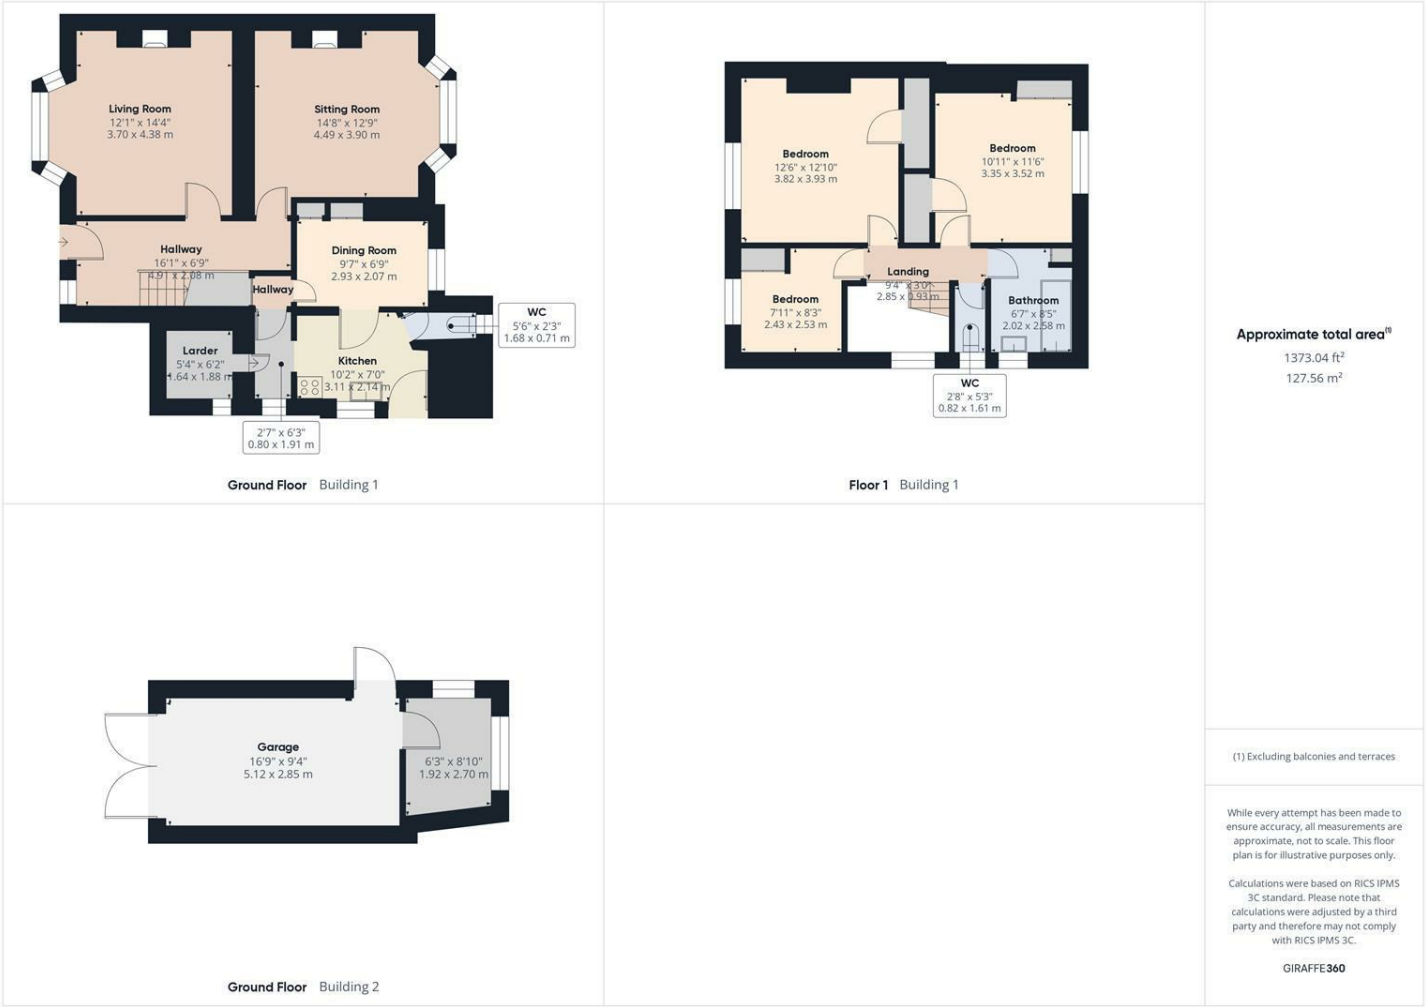 Living Room
12'1" x 14'4"
3.70 x 4.38 m
Sitting Room
14'8" x 12'9"
4.49 x 3.90 m
Hallway
16'1" x 6'9"
4.91 x 2.08 m
Dining Room
9'7" x 6'9"
2.93 x 2.07 m
Hallway
WC
5'6" x 2'3"
1.68 x 0.71 m
Larder
5'4" x 6'2"
1.64 x 1.88 m
Kitchen
10'2" x 7'0"
3.11 x 2.14 m
2'7" x 6'3"
0.80 x 1.91 m
Ground Floor Building 1
Bedroom
12'6" x 12'10"
3.82 x 3.93 m
Bedroom
10'11" x 11'6"
3.35 x 3.52 m
Landing
9'4" x 3'0"
2.85 x 0.93 m
Bedroom
7'11" x 8'3"
2.43 x 2.53 m
Bathroom
6'7" x 8'5"
2.02 x 2.58 m
WC
2'8" x 5'3"
0.82 x 1.61 m
Floor 1 Building 1
Garage
16'9" x 9'4"
5.12 x 2.85 m
6'3" x 8'10"
1.92 x 2.70 m
Ground Floor Building 2
Approximate total area(1)
1373.04 ft²
127.56 m²
(1) Excluding balconies and terraces
While every attempt has been made to
ensure accuracy, all measurements are
approximate, not to scale. This floor
plan is for illustrative purposes only.
Calculations were based on RICS IPMS
3C standard. Please note that
calculations were adjusted by a third
party and therefore may not comply
with RICS IPMS 3C.
GIRAFFE360